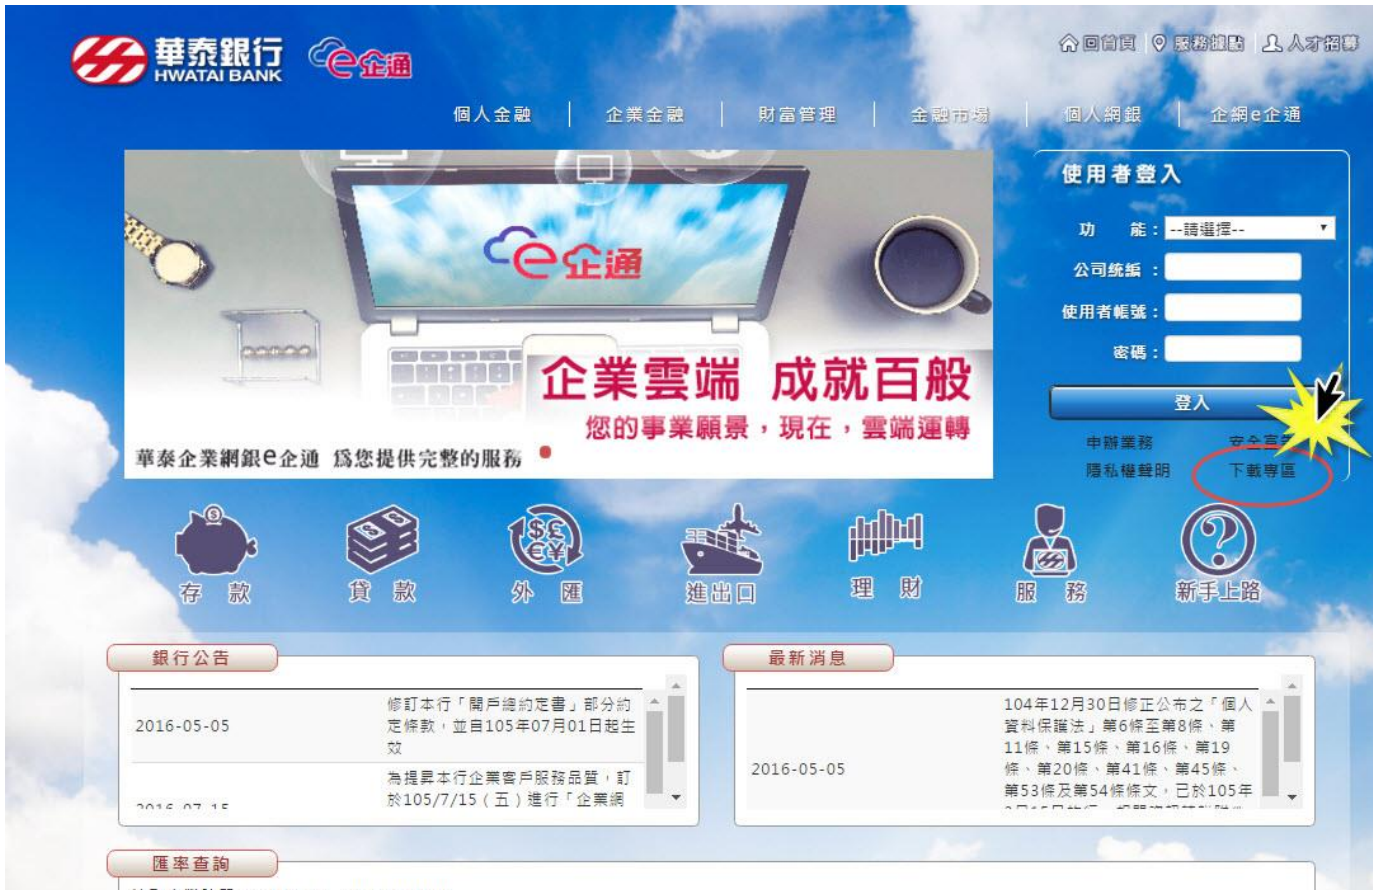 華泰銀行
HWATAI BANK
e企通
回首頁 服務據點 人才招募
個人金融 企業金融 財富管理 金融市場 個人網銀 企網e企通
e企通
企業雲端 成就百般
您的事業願景，現在，雲端運轉
華泰企業網銀e企通 為您提供完整的服務
使用者登入
功 能：--請選擇--
公司統編：
使用者帳號：
密碼：
登入
申辦業務
隱私權聲明 下載專區
存 款 貸 款 外 匯 進出口 理 財 服 務 新手上路
銀行公告
2016-05-05
修訂本行「開戶總約定書」部分約
定條款，並自105年07月01日起生
效
2016-07-15
為提昇本行企業客戶服務品質，訂
於105/7/15（五）進行「企業網
最新消息
2016-05-05
104年12月30日修正公布之「個人
資料保護法」第6條至第8條、第
11條、第15條、第16條、第19
條、第20條、第41條、第45條、
第53條及第54條條文，已於105年
匯率查詢